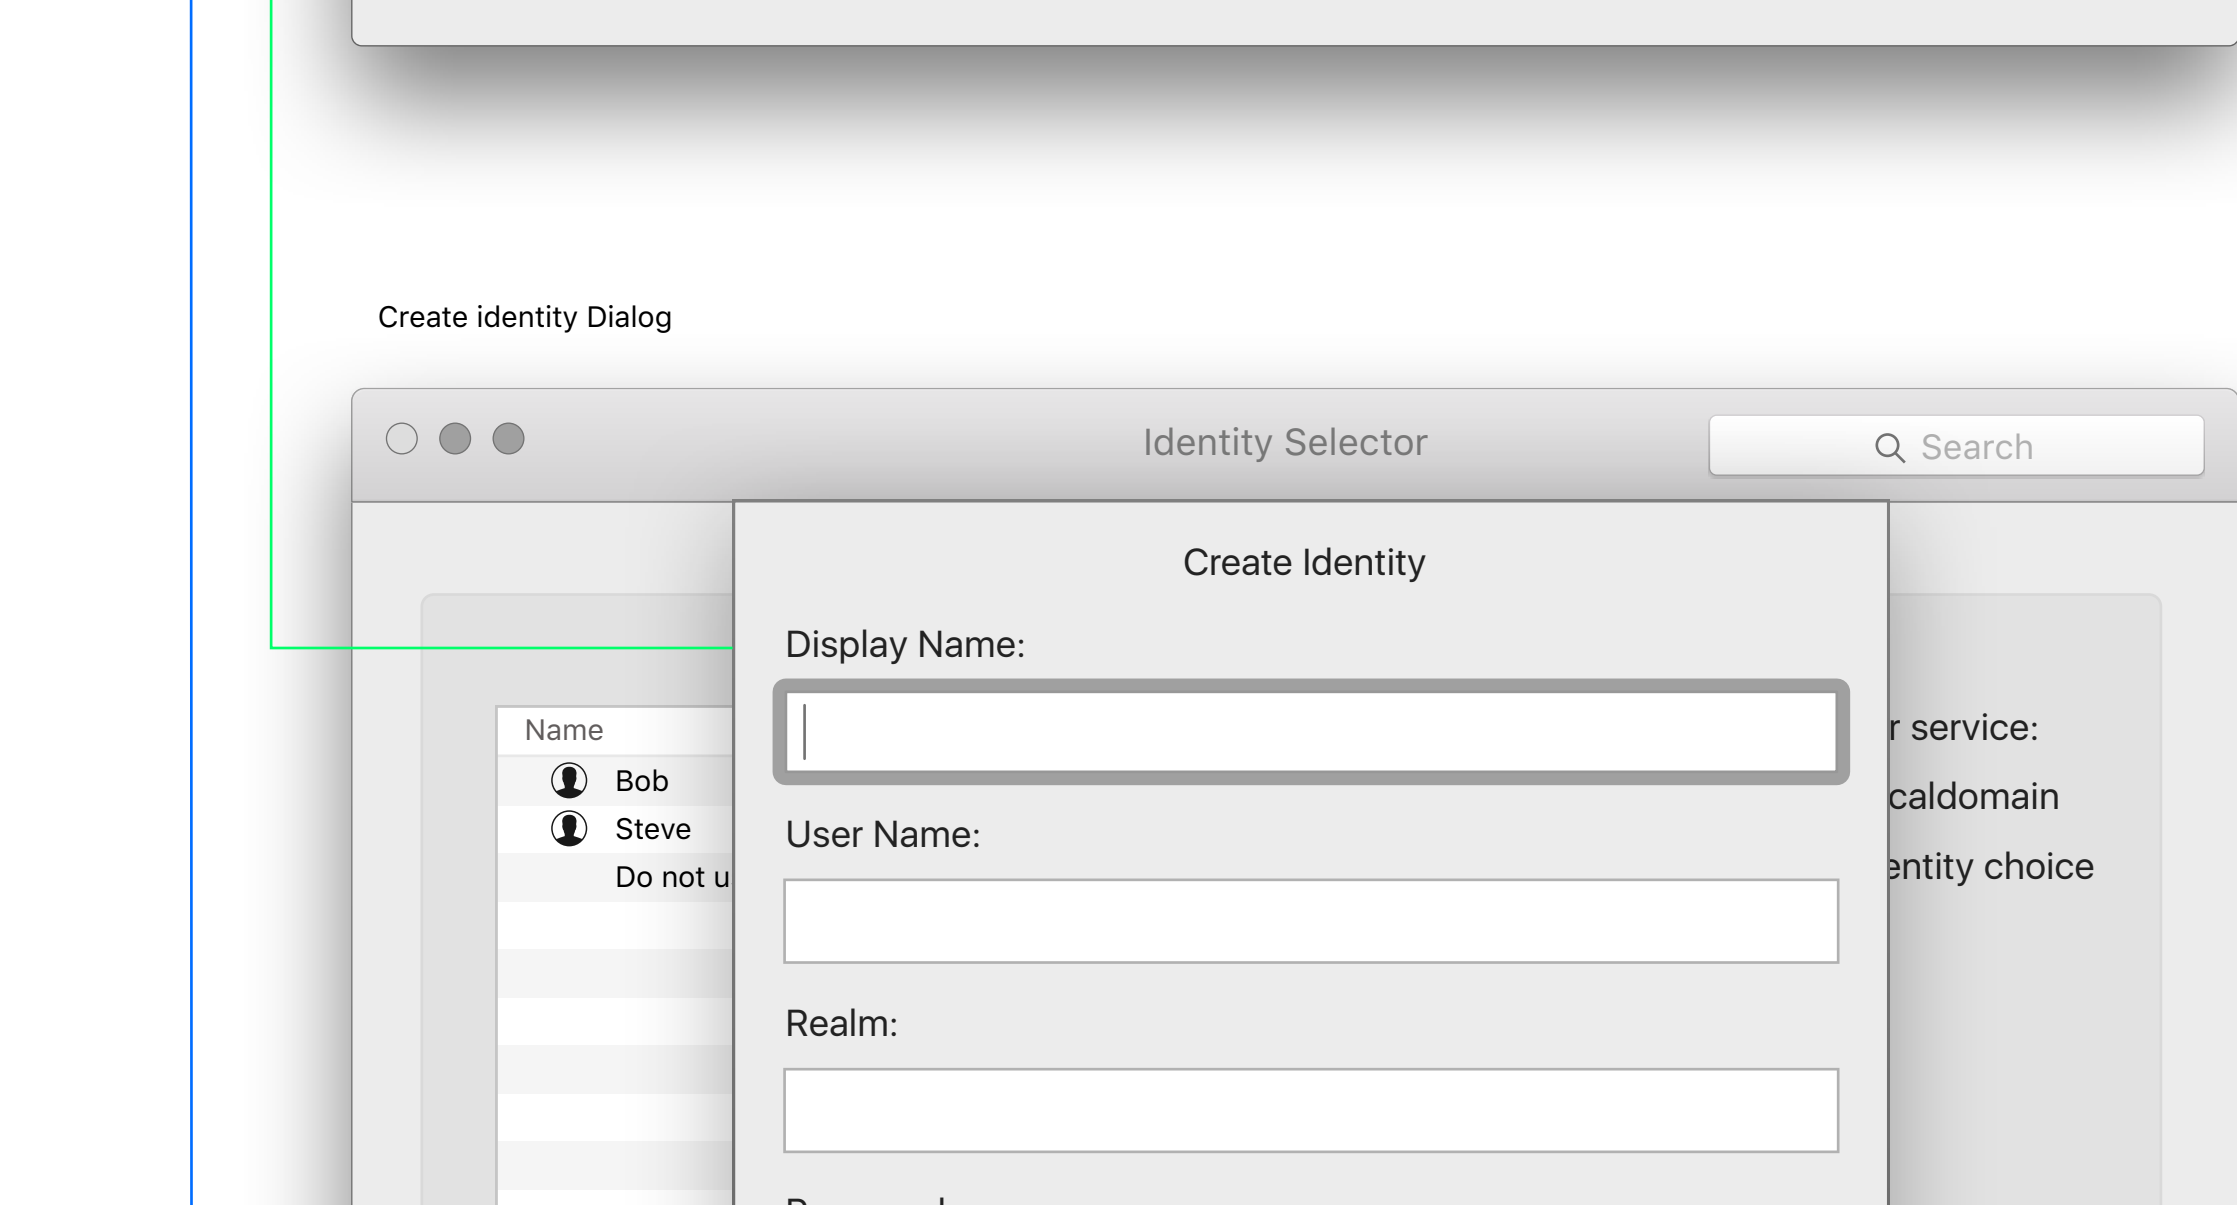 Create identity Dialog
Identity Selector
Search
Create Identity
Display Name:
Name
r service:
Bob
caldomain
Steve
User Name:
Do not u
entity choice
Realm: